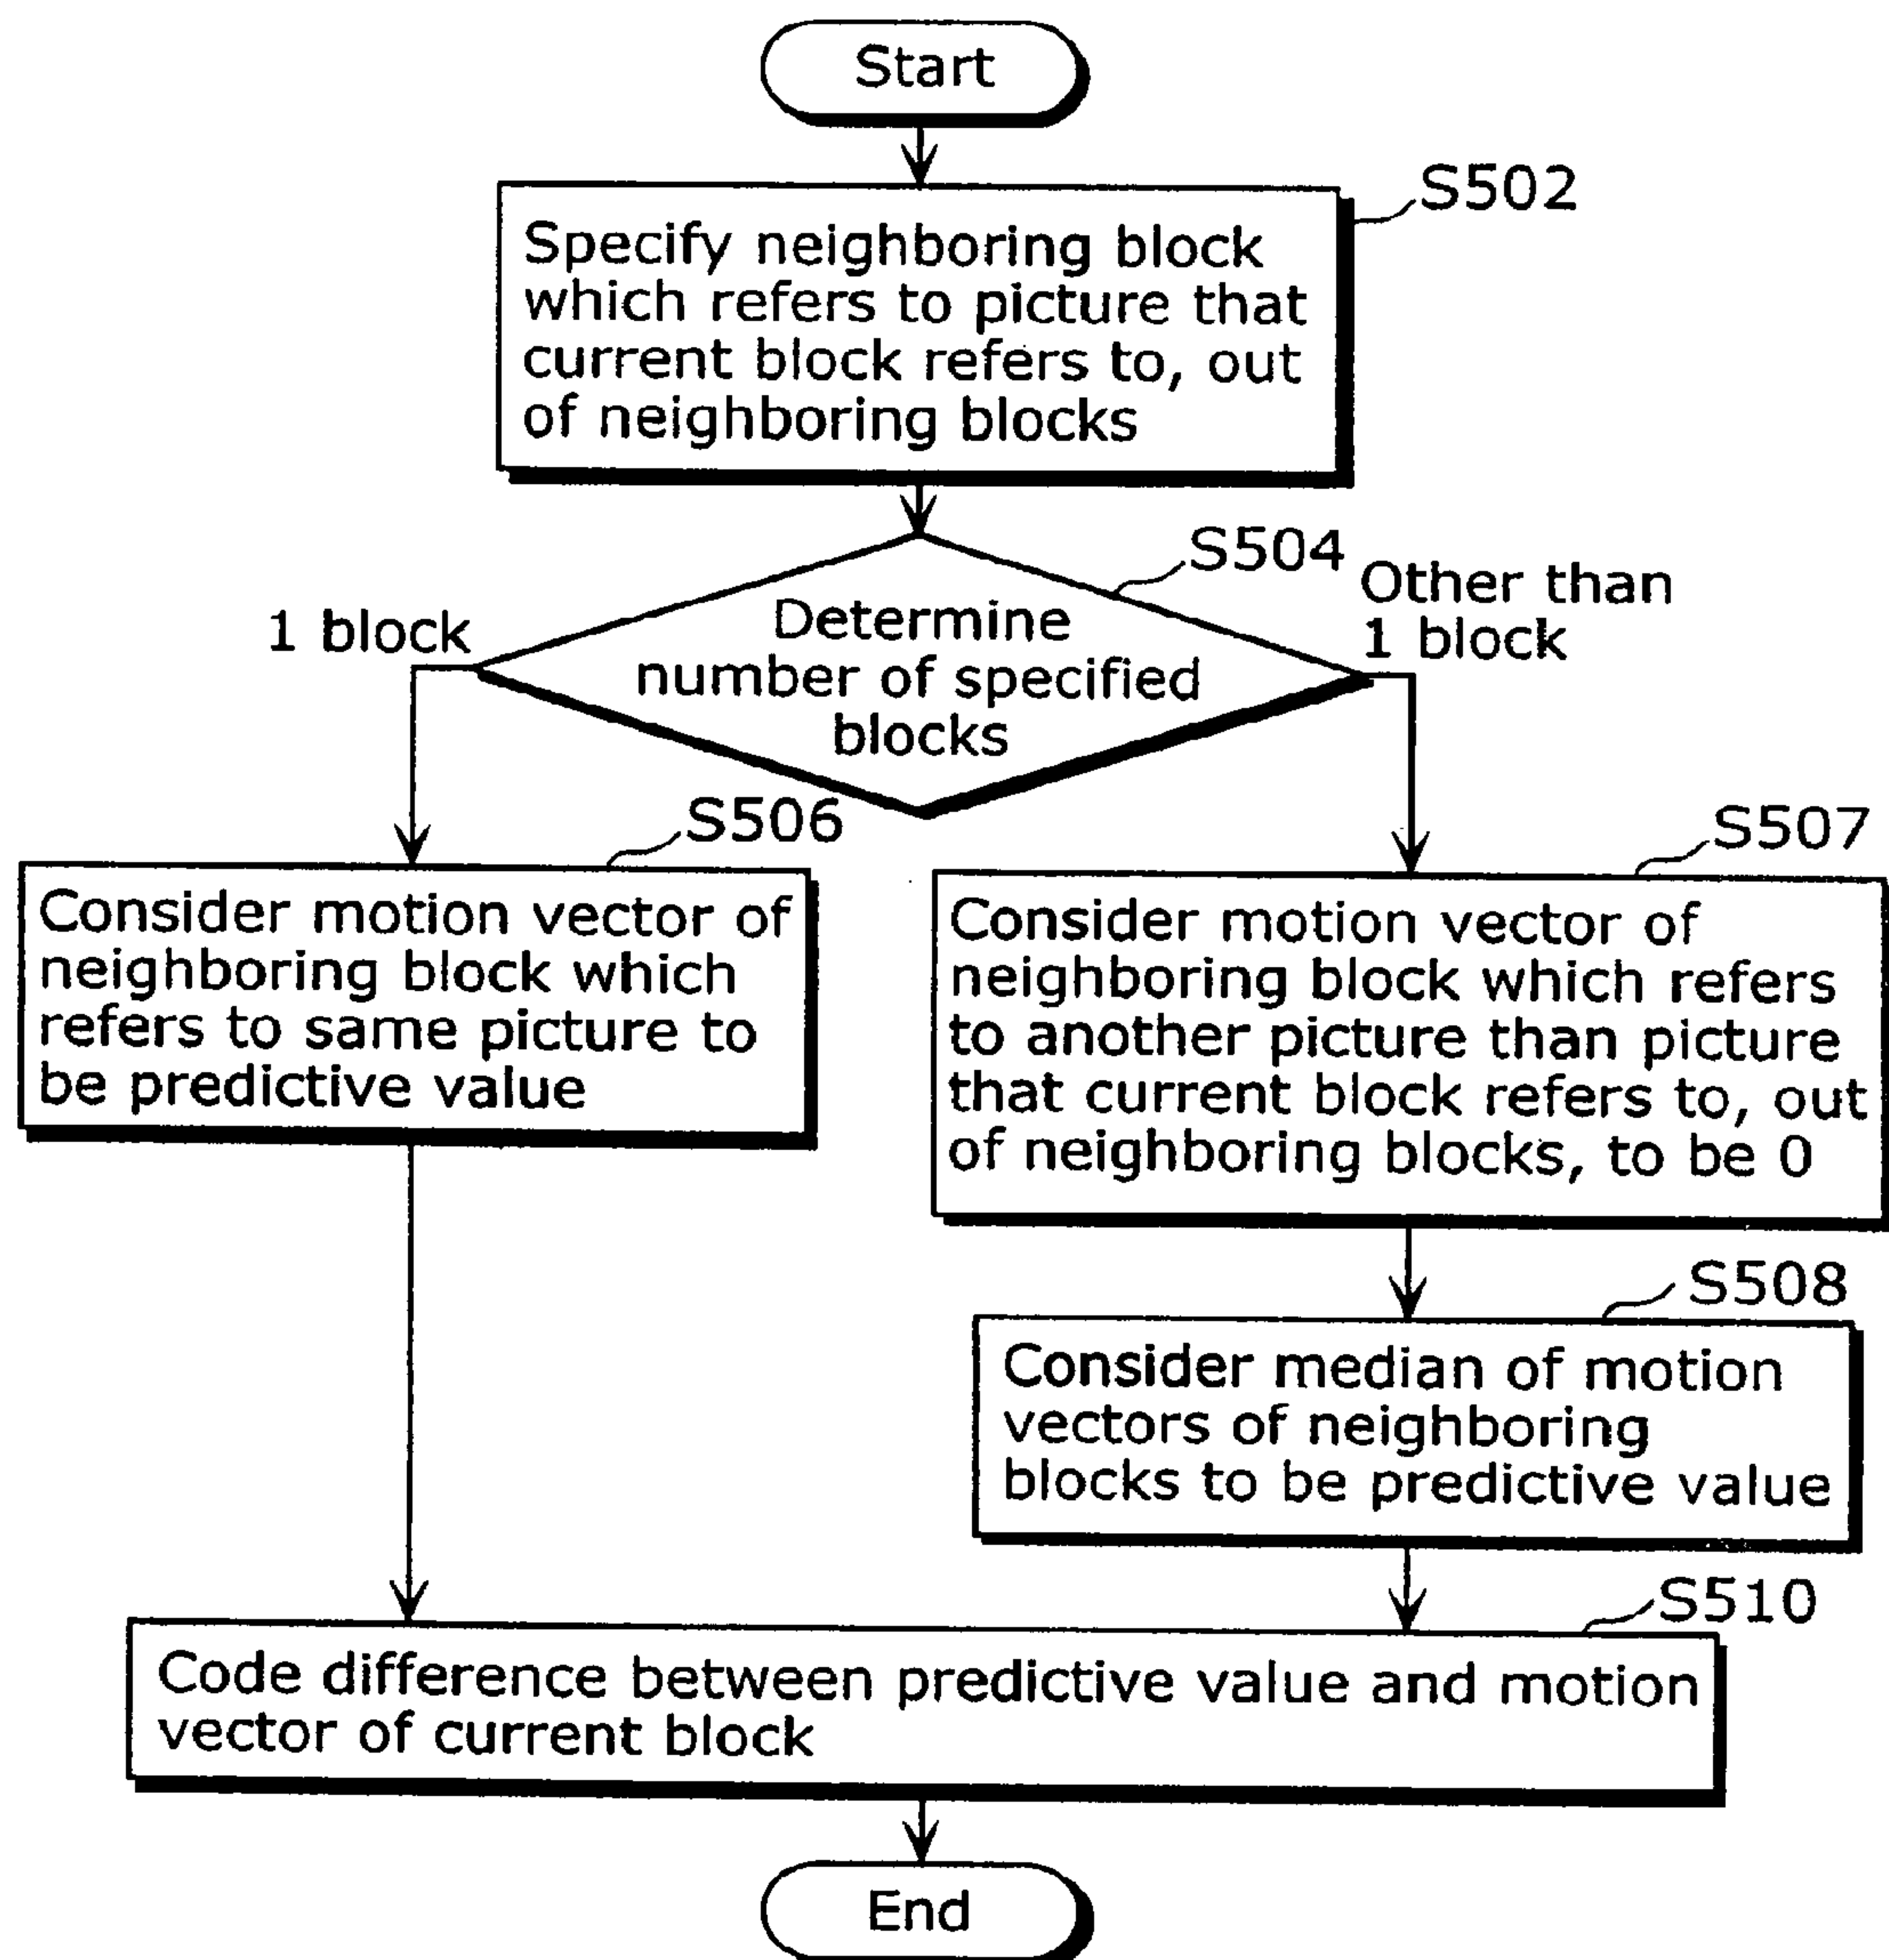 Start
S502
Specify neighboring block
which refers to picture that
current block refers to, out
of neighboring blocks
S504
1 block
Other than
1 block
Determine
number of specified
blocks
S506
S507
Consider motion vector of
neighboring block which
refers to same picture to
be predictive value
Consider motion vector of
neighboring block which refers
to another picture than picture
that current block refers to, out
of neighboring blocks, to be 0
S508
Consider median of motion
vectors of neighboring
blocks to be predictive value
S510
Code difference between predictive value and motion
vector of current block
End